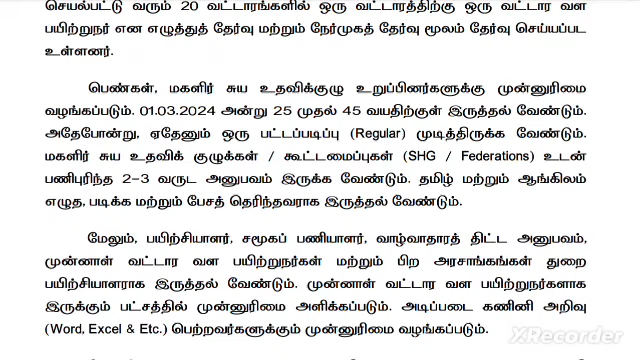 செயல்பட்டு வரும் 20 வட்டாரங்களில் ஒரு வட்டாரத்திற்கு ஒரு வட்டார வள
பயிற்றுநர் என எழுத்துத் தேர்வு மற்றும் நேர்முகத் தேர்வு மூலம் தேர்வு செய்யப்பட
உள்ளனர்.
பெண்கள், மகளிர் சுய உதவிக்குழு உறுப்பினர்களுக்கு முன்னுரிமை
வழங்கப்படும். 01.03.2024 அன்று 25 முதல் 45 வயதிற்குள் இருத்தல் வேண்டும்.
அதேபோன்று, ஏதேனும் ஒரு பட்டப்படிப்பு (Regular) முடித்திருக்க வேண்டும்.
மகளிர் சுய உதவிக் குழுக்கள் / கூட்டமைப்புகள் (SHG / Federations) உடன்
பணிபுரிந்த 2-3 வருட அனுபவம் இருக்க வேண்டும். தமிழ் மற்றும் ஆங்கிலம்
எழுத, படிக்க மற்றும் பேசத் தெரிந்தவராக இருத்தல் வேண்டும்.
மேலும், பயிற்சியாளர், சமூகப் பணியாளர், வாழ்வாதாரத் திட்ட அனுபவம்,
முன்னாள் வட்டார வள பயிற்றுநர்கள் மற்றும் பிற அரசாங்கங்கள் துறை
பயிற்சியாளராக இருத்தல் வேண்டும். முன்னாள் வட்டார வள பயிற்றுநர்களாக
இருக்கும் பட்சத்தில் முன்னுரிமை அளிக்கப்படும். அடிப்படை கணினி அறிவு
(Word, Excel & Etc.) பெற்றவர்களுக்கும் முன்னுரிமை வழங்கப்படும்.
XRecorder